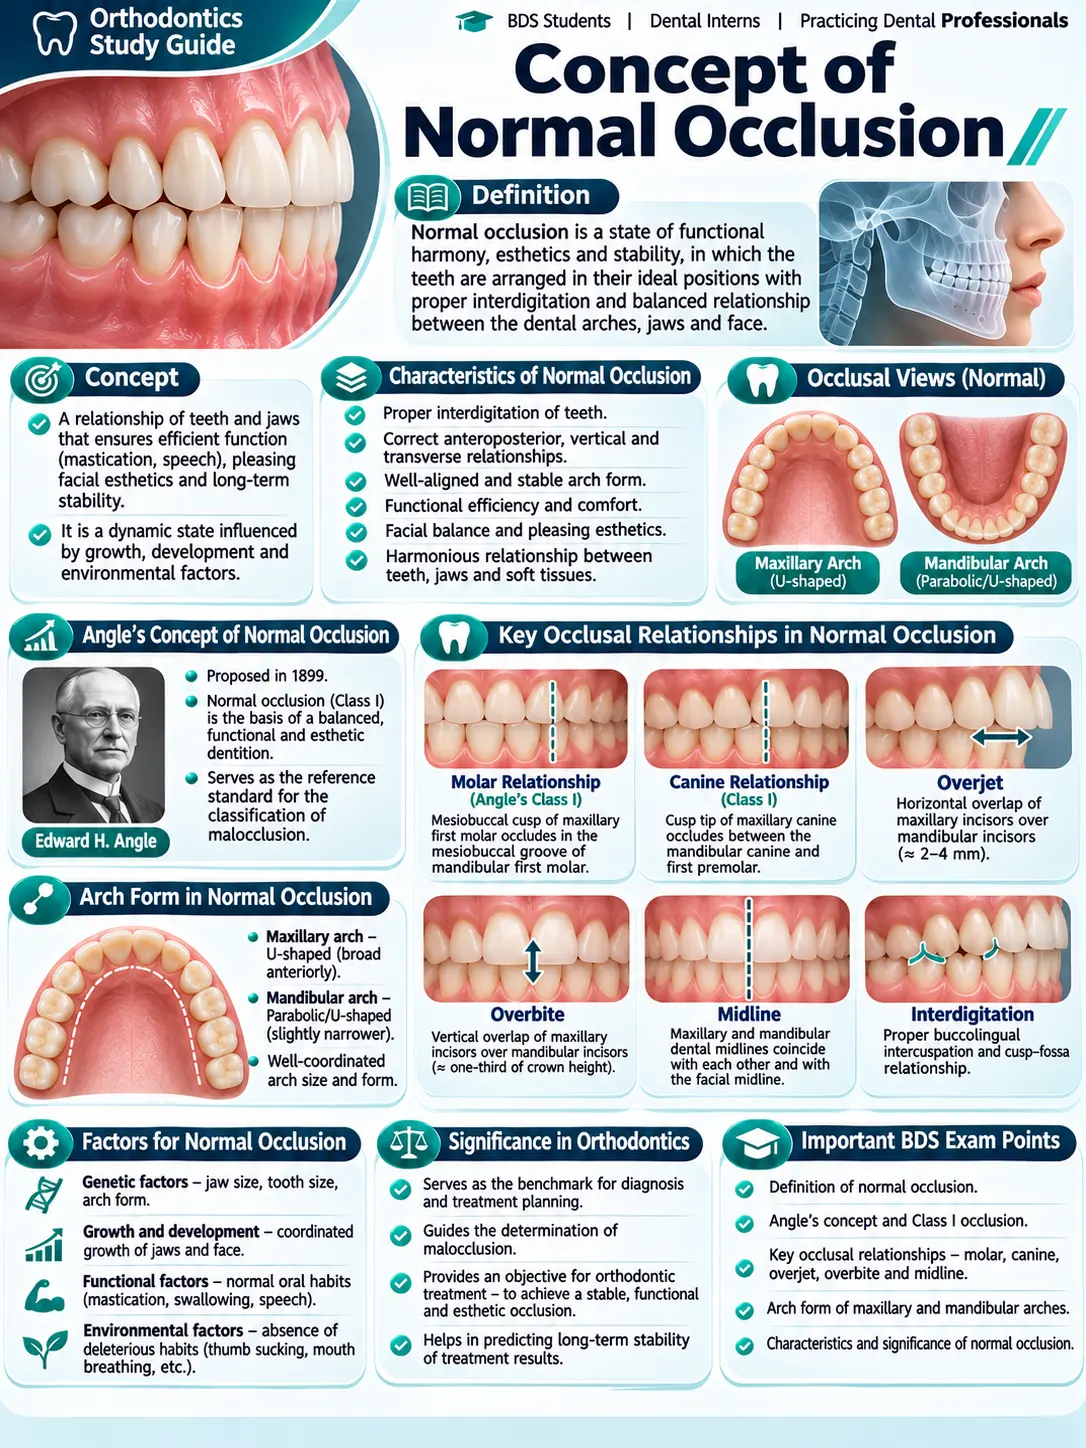 Orthodontics
Study Guide
BDS Students | Dental Interns | Practicing Dental Professionals
Concept of
Normal Occlusion
Definition
Normal occlusion is a state of functional
harmony, esthetics and stability, in which the
teeth are arranged in their ideal positions with
proper interdigitation and balanced relationship
between the dental arches, jaws and face.
Concept
A relationship of teeth and jaws
that ensures efficient function
(mastication, speech), pleasing
facial esthetics and long-term
stability.
It is a dynamic state influenced
by growth, development and
environmental factors.
Characteristics of Normal Occlusion
Proper interdigitation of teeth.
Correct anteroposterior, vertical and
transverse relationships.
Well-aligned and stable arch form.
Functional efficiency and comfort.
Facial balance and pleasing esthetics.
Harmonious relationship between
teeth, jaws and soft tissues.
Occlusal Views (Normal)
Maxillary Arch
(U-shaped)
Mandibular Arch
(Parabolic/U-shaped)
Angle's Concept of Normal Occlusion
Edward H. Angle
Proposed in 1899.
Normal occlusion (Class I)
is the basis of a balanced,
functional and esthetic
dentition.
Serves as the reference
standard for the
classification of
malocclusion.
Key Occlusal Relationships in Normal Occlusion
Molar Relationship
(Angle's Class I)
Mesiobuccal cusp of maxillary
first molar occludes in the
mesiobuccal groove of
mandibular first molar.
Canine Relationship
(Class I)
Cusp tip of maxillary canine
occludes between the
mandibular canine and
first premolar.
Overjet
Horizontal overlap of
maxillary incisors over
mandibular incisors
(≈ 2–4 mm).
Overbite
Vertical overlap of maxillary
incisors over mandibular incisors
(≈ one-third of crown height).
Midline
Maxillary and mandibular
dental midlines coincide
with each other and with
the facial midline.
Interdigitation
Proper buccolingual
intercuspation and cusp–fossa
relationship.
Arch Form in Normal Occlusion
Maxillary arch –
U-shaped (broad
anteriorly).
Mandibular arch –
Parabolic/U-shaped
(slightly narrower).
Well-coordinated
arch size and form.
Factors for Normal Occlusion
Genetic factors – jaw size, tooth size,
arch form.
Growth and development – coordinated
growth of jaws and face.
Functional factors – normal oral habits
(mastication, swallowing, speech).
Environmental factors – absence of
deleterious habits (thumb sucking, mouth
breathing, etc.).
Significance in Orthodontics
Serves as the benchmark for diagnosis
and treatment planning.
Guides the determination of
malocclusion.
Provides an objective for orthodontic
treatment – to achieve a stable, functional
and esthetic occlusion.
Helps in predicting long-term stability
of treatment results.
Important BDS Exam Points
Definition of normal occlusion.
Angle's concept and Class I occlusion.
Key occlusal relationships – molar, canine,
overjet, overbite and midline.
Arch form of maxillary and mandibular arches.
Characteristics and significance of normal occlusion.